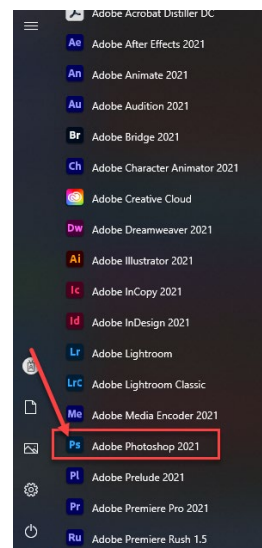 Adobe Acrobat Distiller DC
Ae Adobe After Effects 2021
An Adobe Animate 2021
Au Adobe Audition 2021
Br Adobe Bridge 2021
Ch Adobe Character Animator 2021
Adobe Creative Cloud
Dw Adobe Dreamweaver 2021
Ai Adobe Illustrator 2021
Ic Adobe InCopy 2021
Id Adobe InDesign 2021
Lr Adobe Lightroom
LrC Adobe Lightroom Classic
Me Adobe Media Encoder 2021
Ps Adobe Photoshop 2021
Pl Adobe Prelude 2021
Pr Adobe Premiere Pro 2021
Ru Adobe Premiere Rush 1.5